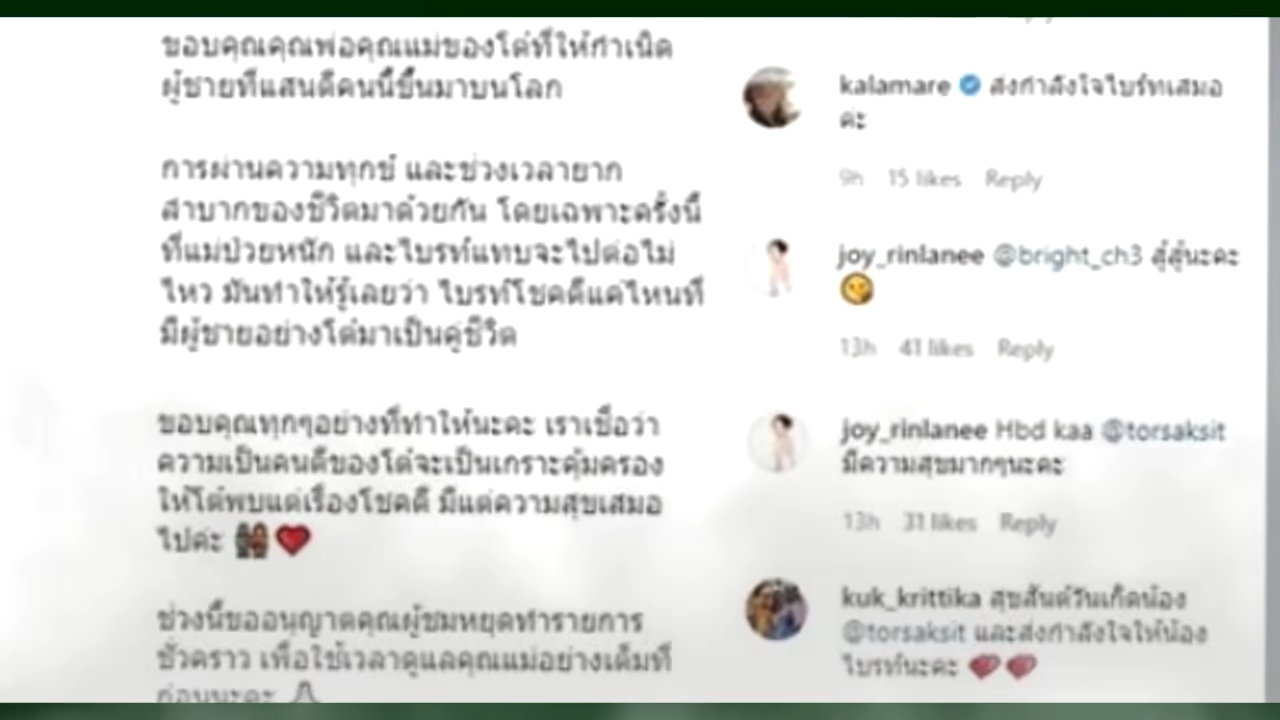 ขอบคุณคุณพ่อคุณแม่ของโต๋ที่ให้กำเนิด
ผู้ชายที่แสนดีคนนี้ขึ้นมาบนโลก
การผ่านความทุกข์ และช่วงเวลายาก
ลำบากของชีวิตมาด้วยกัน โดยเฉพาะครั้งนี้
ที่แม่ป่วยหนัก และไบรท์แทบจะไปต่อไม่
ไหว มันทำให้รู้เลยว่า ไบรท์โชคดีแค่ไหนที่
มีผู้ชายอย่างโต๋มาเป็นคู่ชีวิต
ขอบคุณทุกๆอย่างที่ทำให้นะคะ เราเชื่อว่า
ความเป็นคนดีของโต๋จะเป็นเกราะคุ้มครอง
ให้โต๋พบแต่เรื่องโชคดี มีแต่ความสุขเสมอ
ไปค่ะ 👫❤️
ช่วงนี้ขออนุญาตคุณผู้ชมหยุดทำรายการ
ชั่วคราว เพื่อใช้เวลาดูแลคุณแม่อย่างเต็มที่
ก่อนนะคะ 🙏
kalamare ส่งกำลังใจไบร์ทเสมอ
ค่ะ
9h 15 likes Reply
joy_rinlanee @bright_ch3 สู้สู้นะคะ
😘
13h 41 likes Reply
joy_rinlanee Hbd kaa @torsaksit
มีความสุขมากๆนะคะ
13h 31 likes Reply
kuk_krittika สุขสันต์วันเกิดน้อง
@torsaksit และส่งกำลังใจให้น้อง
ไบรท์นะคะ 💕💕